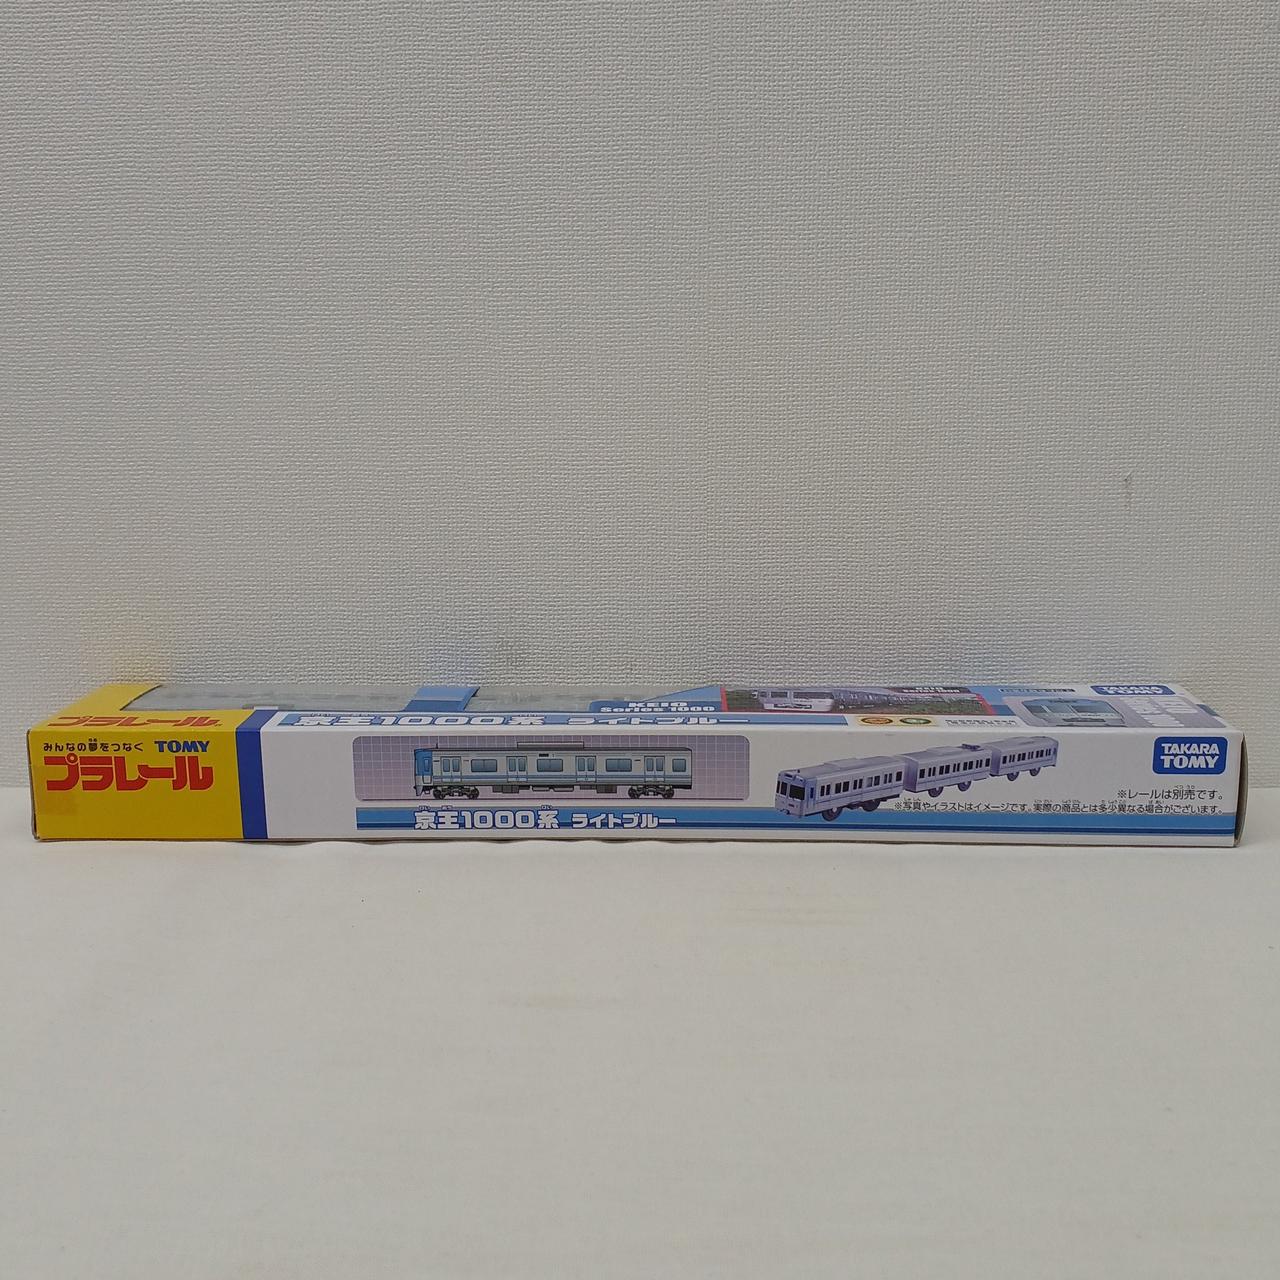 プラレール
京王1000系 ライトブルー
KEIO
Series 1000
KEIO
Series 1000
TAKARA
TOMY
みんなの夢をつなぐ TOMY
プラレール
京王1000系 ライトブルー
TAKARA
TOMY
※レールは別売です。
※写真やイラストはイメージです。実際の商品とは多少異なる場合がございます。